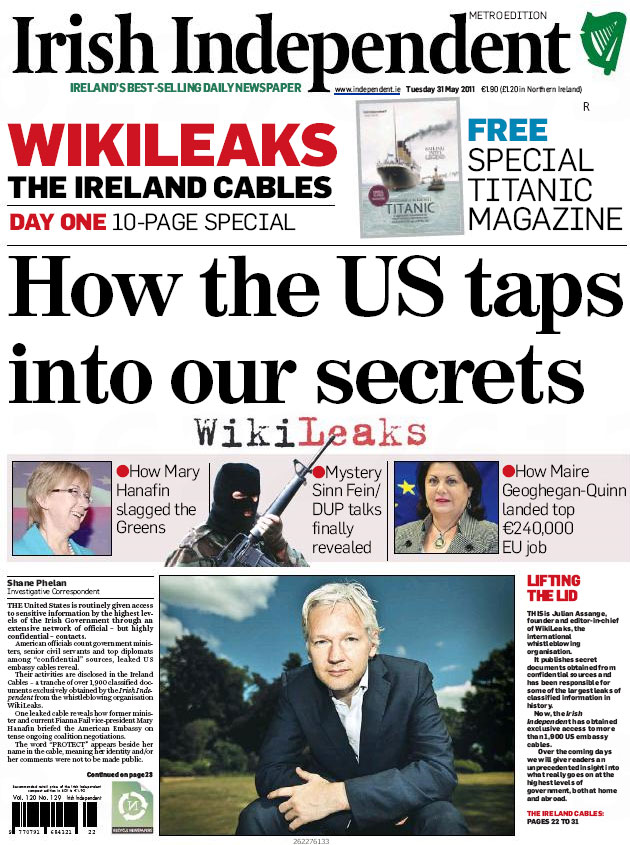 METRO EDITION
Irish Independent
IRELAND'S BEST-SELLING DAILY NEWSPAPER
www.independent.ie Tuesday 31 May 2011 €1.90 (£1.20 in Northern Ireland)
R
WIKILEAKS
THE IRELAND CABLES
DAY ONE 10-PAGE SPECIAL
TITANIC
FREE
SPECIAL
TITANIC
MAGAZINE
How the US taps
into our secrets
WikiLeaks
How Mary
Hanafin
slagged the
Greens
Mystery
Sinn Fein/
DUP talks
finally
revealed
How Maire
Geoghegan-Quinn
landed top
€240,000
EU job
Shane Phelan
Investigative Correspondent
THE United States is routinely given access
to sensitive information by the highest lev-
els of the Irish Government through an
extensive network of official – but highly
confidential – contacts.
American officials count government minis-
ters, senior civil servants and top diplomats
among "confidential" sources, leaked US
embassy cables reveal.
Their activities are disclosed in the Ireland
Cables – a tranche of over 1,900 classified doc-
uments exclusively obtained by the Irish Inde-
pendent from the whistleblowing organisation
WikiLeaks.
One leaked cable reveals how former minis-
ter and current Fianna Fail vice-president Mary
Hanafin briefed the American Embassy on
tense ongoing coalition negotiations.
The word "PROTECT" appears beside her
name in the cable, meaning her identity and/or
her comments were not to be made public.
Continued on page 23
Recommended retail price of the Irish Independent
Vol. 120 No. 129 Irish Independent
9 770791 684121 22
RECYCLE NEWSPAPERS
LIFTING
THE LID
THIS is Julian Assange,
founder and editor-in-chief
of WikiLeaks, the
international
whistleblowing
organisation.
It publishes secret
documents obtained from
confidential sources and
has been responsible for
some of the largest leaks of
classified information in
history.
Now, the Irish
Independent has obtained
exclusive access to more
than 1,900 US embassy
cables.
Over the coming days
we will give readers an
unprecedented insight into
what really goes on at the
highest levels of
government, both at home
and abroad.
THE IRELAND CABLES:
PAGES 22 TO 31
262276133